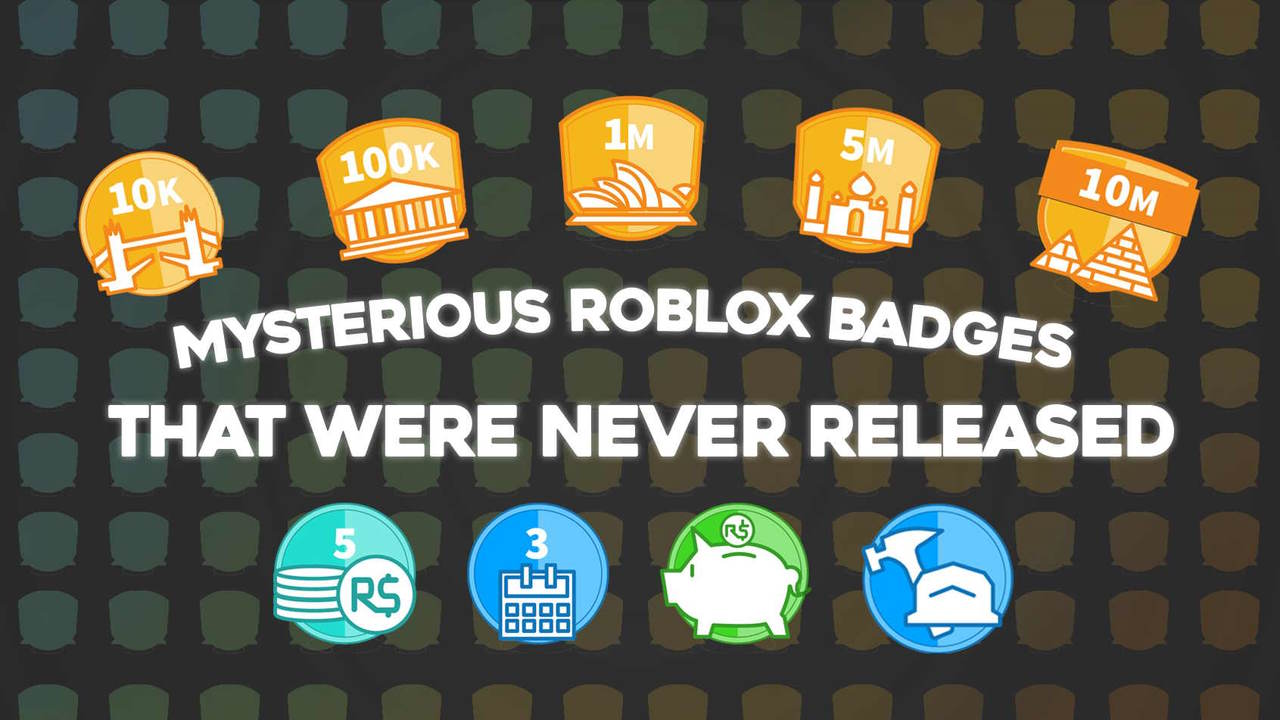 10K
100K
1M
5M
10M
MYSTERIOUS ROBLOX BADGES
THAT WERE NEVER RELEASED
5
R$
3
R$